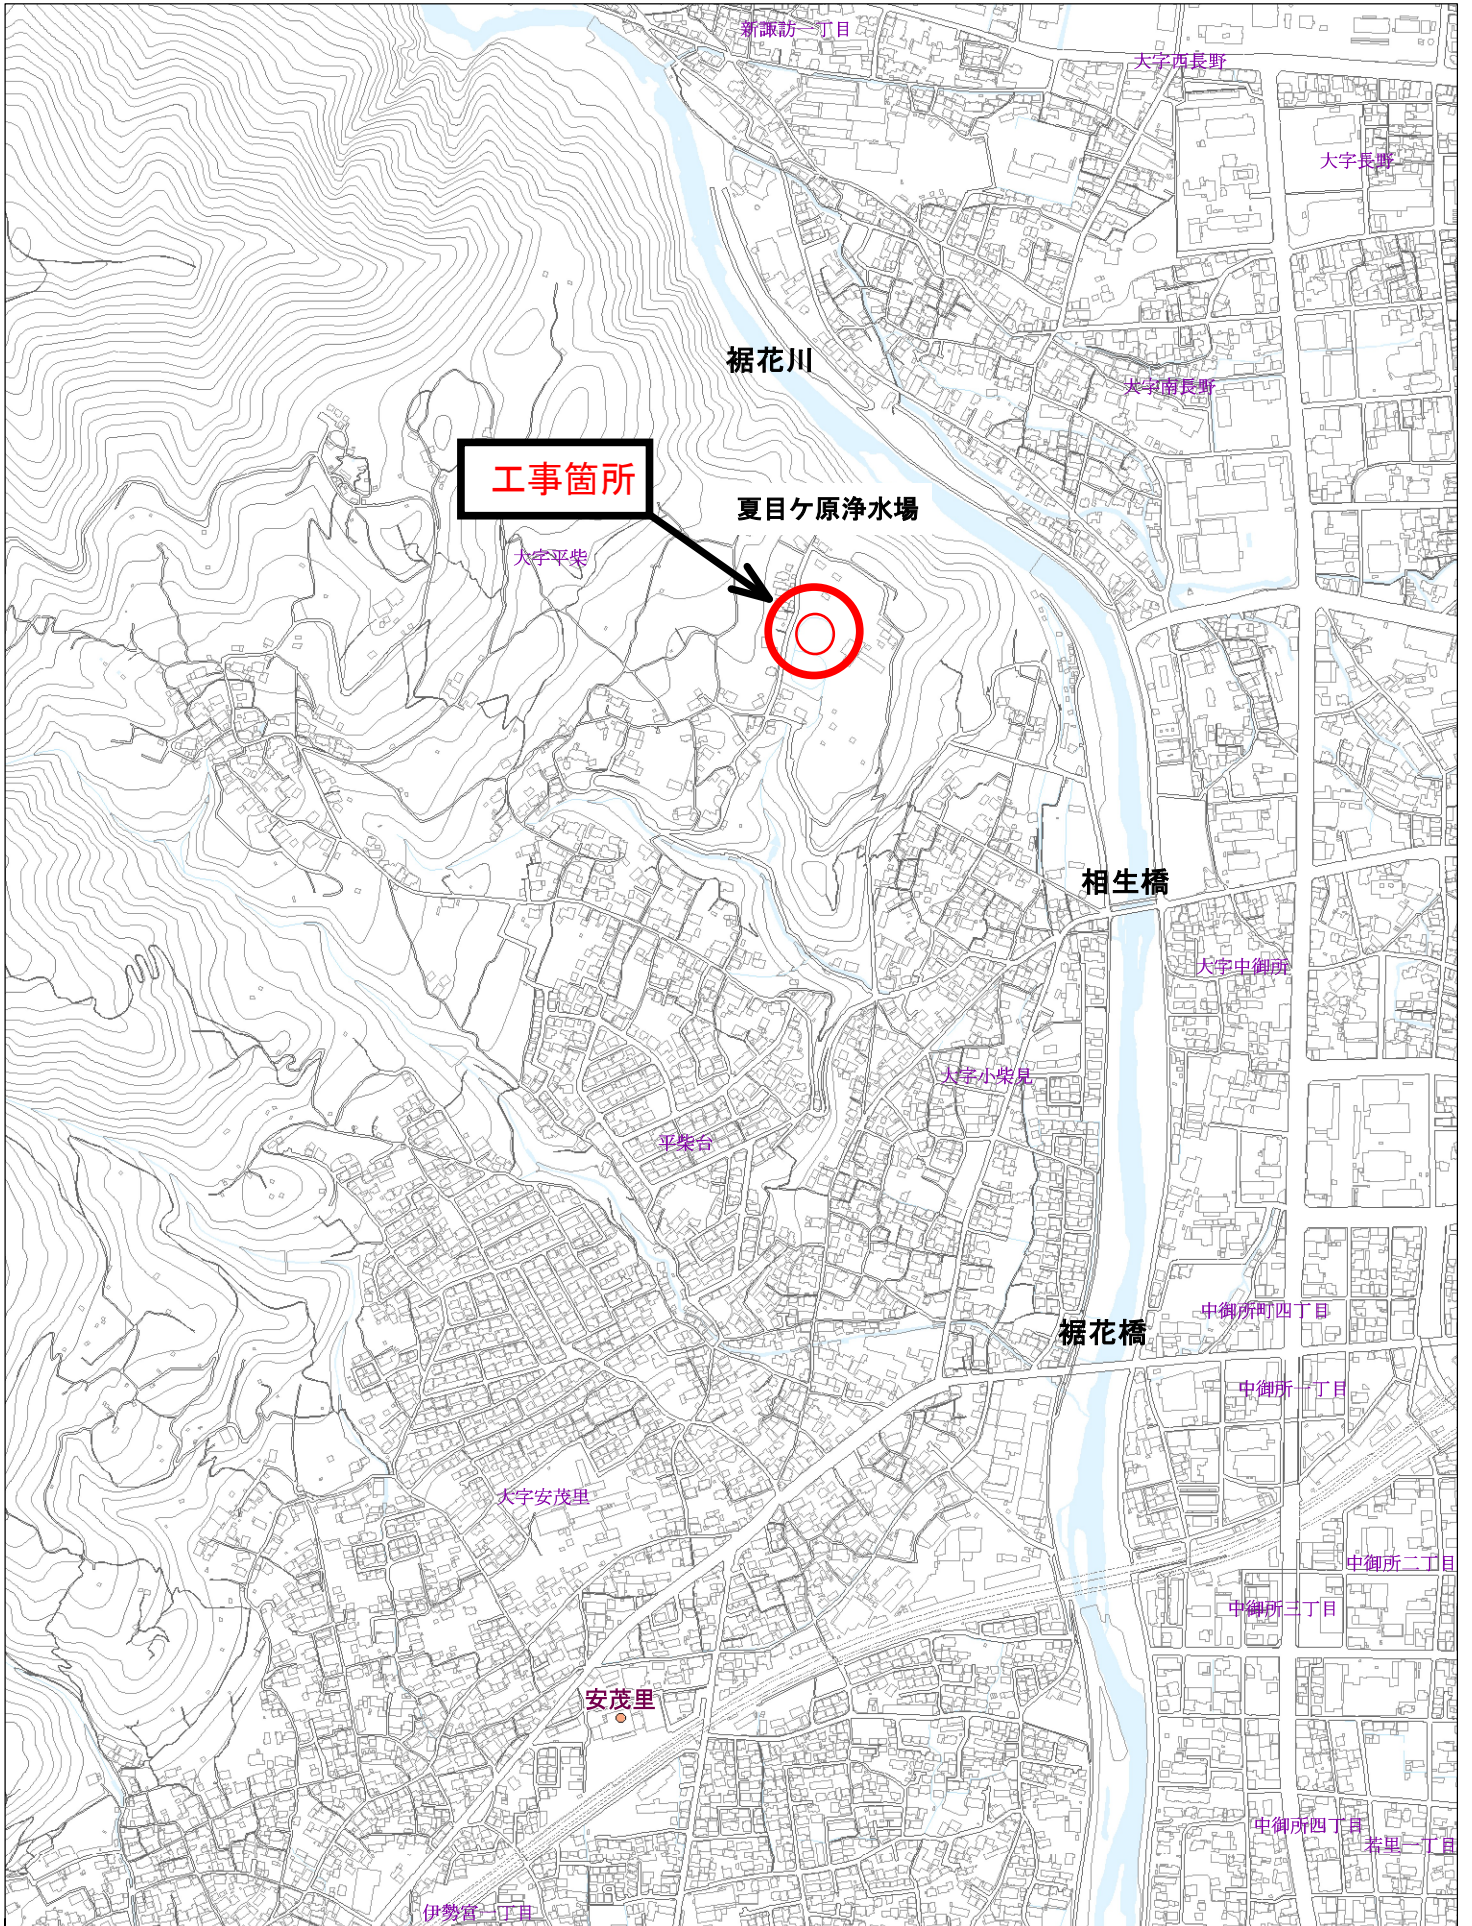 新諏訪一丁目
大字西長野
大字長野
裾花川
大字南長野
工事箇所
夏目ケ原浄水場
大字平柴
相生橋
大字中御所
大字小柴見
平柴台
中御所町四丁目
裾花橋
中御所一丁目
大字安茂里
中御所二丁目
中御所三丁目
安茂里
中御所四丁目
若里一丁目
伊勢宮一丁目